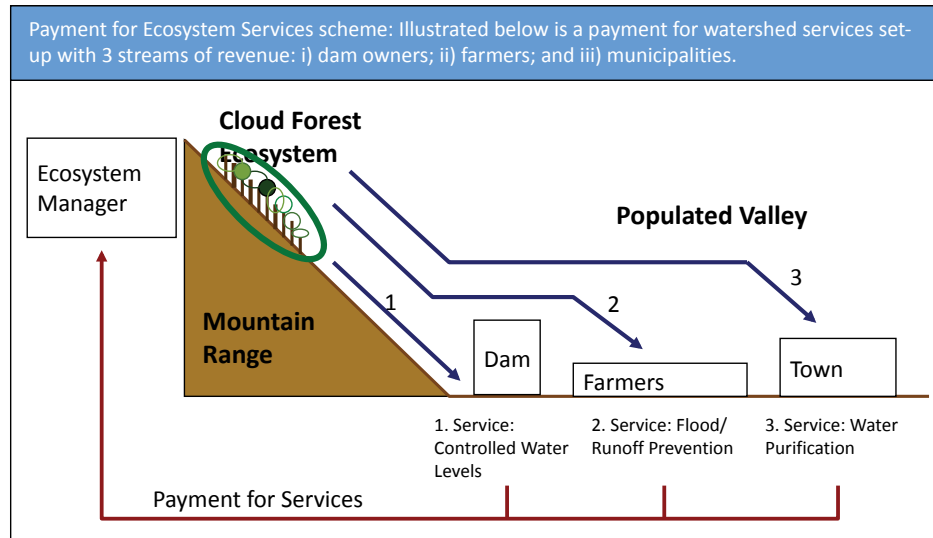 Payment for Ecosystem Services scheme: Illustrated below is a payment for watershed services set-
up with 3 streams of revenue: i) dam owners; ii) farmers; and iii) municipalities.
Cloud Forest
Ecosystem
Ecosystem
Manager
Populated Valley
3
1
2
Mountain
Range
Dam
Farmers
Town
1. Service:
Controlled Water
Levels
2. Service: Flood/
Runoff Prevention
3. Service: Water
Purification
Payment for Services